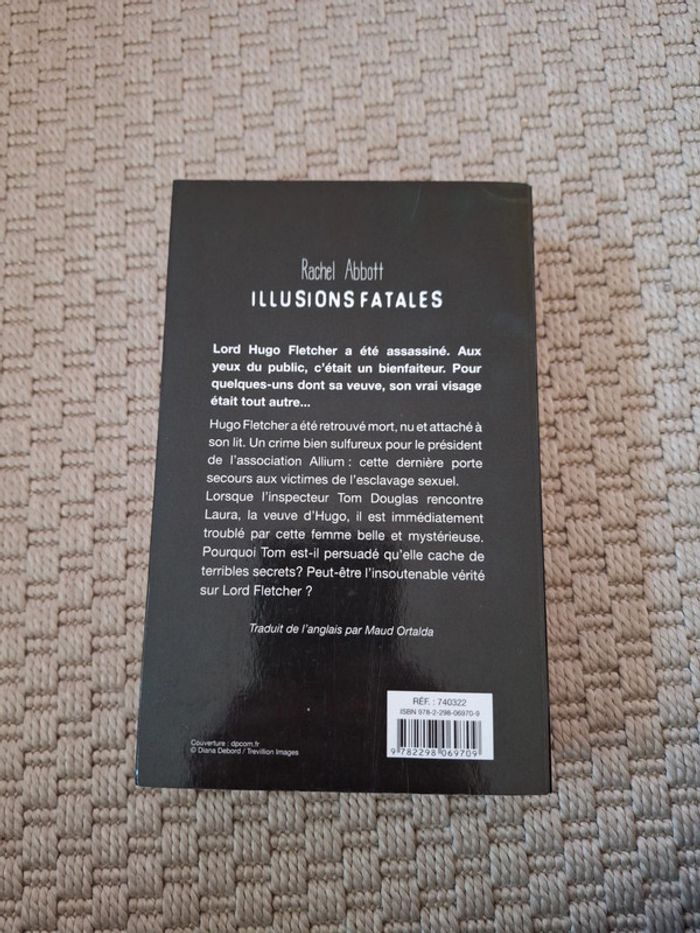 Rachel Abbott
ILLUSIONS FATALES
Lord Hugo Fletcher a été assassiné. Aux
yeux du public, c'était un bienfaiteur. Pour
quelques-uns dont sa veuve, son vrai visage
était tout autre...
Hugo Fletcher a été retrouvé mort, nu et attaché à
son lit. Un crime bien sulfureux pour le président
de l'association Allium : cette dernière porte
secours aux victimes de l'esclavage sexuel.
Lorsque l'inspecteur Tom Douglas rencontre
Laura, la veuve d'Hugo, il est immédiatement
troublé par cette femme belle et mystérieuse.
Pourquoi Tom est-il persuadé qu'elle cache de
terribles secrets? Peut-être l'insoutenable vérité
sur Lord Fletcher ?
Traduit de l'anglais par Maud Ortalda
RÉF. : 740322
ISBN 978-2-298-06970-9
9 782298 069709
Couverture : dpcom.fr
© Diana Debord / Trevillion Images